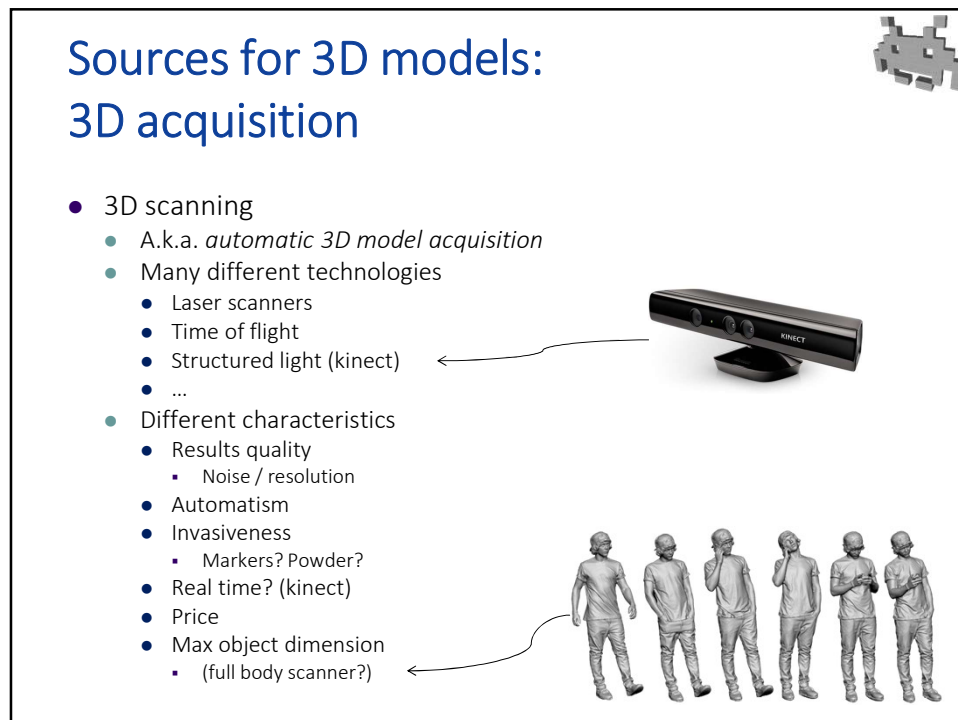 Sources for 3D models:
3D acquisition
● 3D scanning
● A.k.a. automatic 3D model acquisition
● Many different technologies
● Laser scanners
● Time of flight
● Structured light (kinect)
● …
● Different characteristics
● Results quality
▪ Noise / resolution
● Automatism
● Invasiveness
▪ Markers? Powder?
● Real time? (kinect)
● Price
● Max object dimension
▪ (full body scanner?)
KINECT